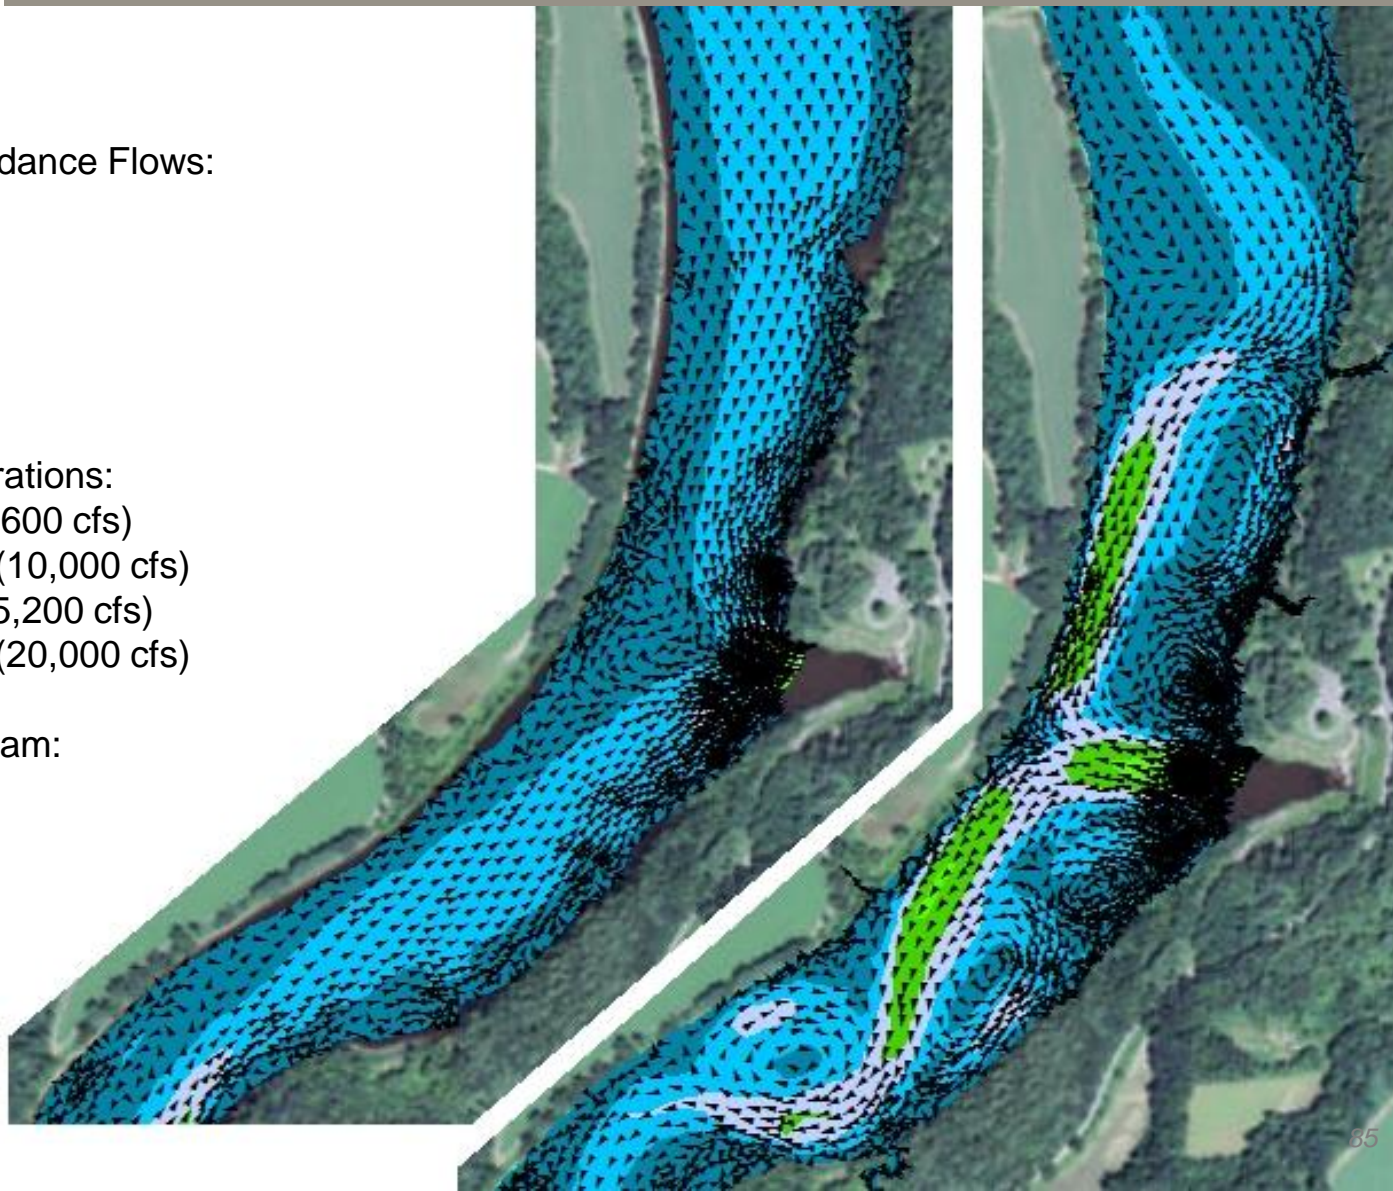 dance Flows:
rations:
600 cfs)
(10,000 cfs)
5,200 cfs)
(20,000 cfs)
am:
85